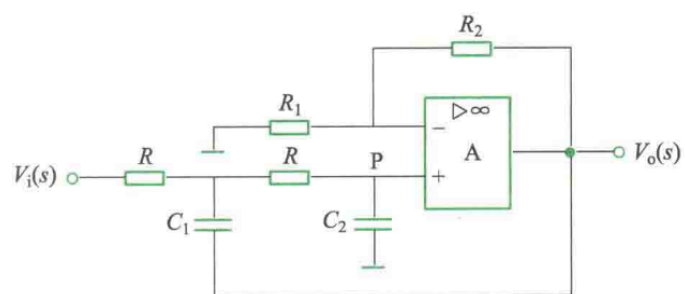 R₂
R₁
▷∞
−
A
Vₒ(s)
Vᵢ(s)
R
R
P
+
C₁
C₂